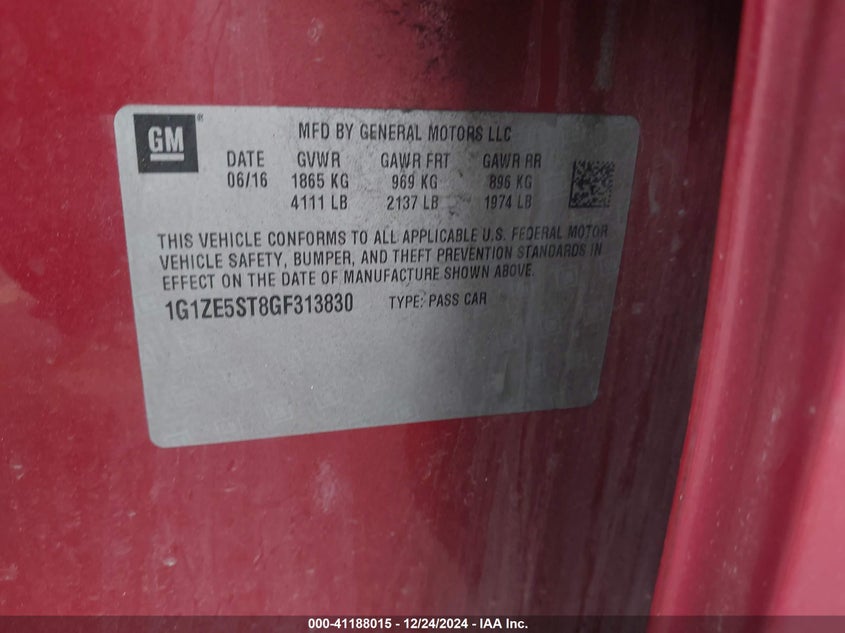 GM ®
MFD BY GENERAL MOTORS LLC
DATE GVWR GAWR FRT GAWR RR
06/16 1865 KG 969 KG 896 KG
4111 LB 2137 LB 1974 LB
THIS VEHICLE CONFORMS TO ALL APPLICABLE U.S. FEDERAL MOTOR
VEHICLE SAFETY, BUMPER, AND THEFT PREVENTION STANDARDS IN
EFFECT ON THE DATE OF MANUFACTURE SHOWN ABOVE.
1G1ZE5ST8GF313830 TYPE: PASS CAR
000-41188015 - 12/24/2024 - IAA Inc.